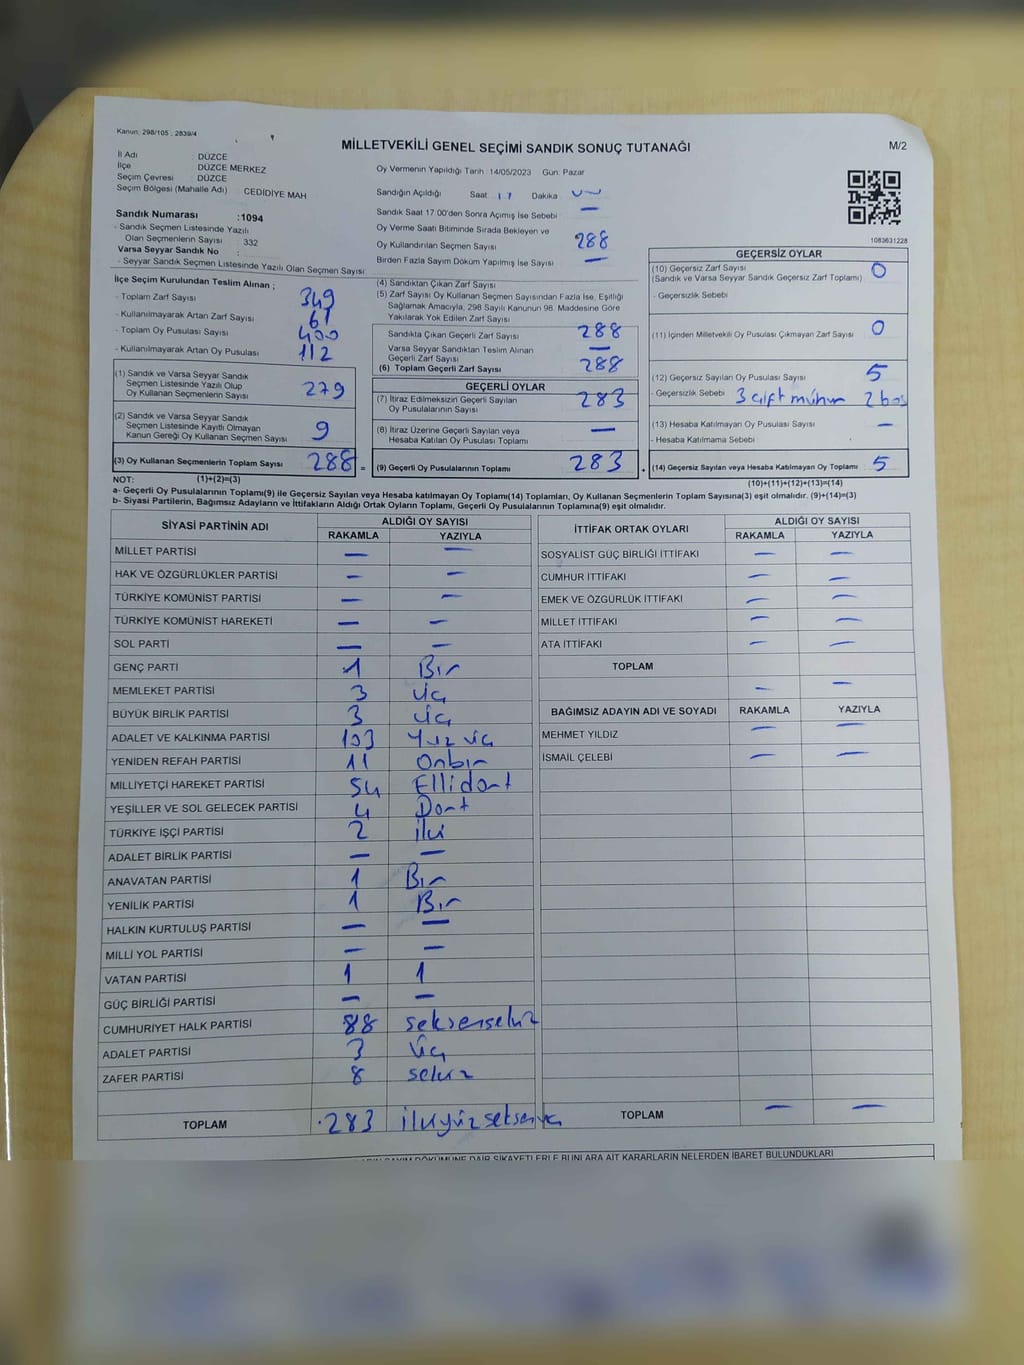 Kanun: 298/105 ; 2839/4
MİLLETVEKİLİ GENEL SEÇİMİ SANDIK SONUÇ TUTANAĞI
M/2
İl Adı DÜZCE
İlçe DÜZCE MERKEZ
Seçim Çevresi DÜZCE
Seçim Bölgesi (Mahalle Adı) CEDİDİYE MAH
Sandık Numarası :1094
- Sandık Seçmen Listesinde Yazılı
Olan Seçmenlerin Sayısı : 332
Varsa Seyyar Sandık No :
- Seyyar Sandık Seçmen Listesinde Yazılı Olan Seçmen Sayısı
Oy Vermenin Yapıldığı Tarih 14/05/2023 Gün: Pazar
Sandığın Açıldığı Saat 17 Dakika
Sandık Saat 17.00'den Sonra Açımış İse Sebebi —
Oy Verme Saati Bitiminde Sırada Bekleyen ve
Oy Kullandırılan Seçmen Sayısı 288
Birden Fazla Sayım Döküm Yapılmış İse Sayısı —
1083631228
İlçe Seçim Kurulundan Teslim Alınan ;
- Toplam Zarf Sayısı 349
- Kullanılmayarak Artan Zarf Sayısı 61
- Toplam Oy Pusulası Sayısı 400
- Kullanılmayarak Artan Oy Pusulası 112
(1) Sandık ve Varsa Seyyar Sandık
Seçmen Listesinde Yazılı Olup
Oy Kullanan Seçmenlerin Sayısı 279
(2) Sandık ve Varsa Seyyar Sandık
Seçmen Listesinde Kayıtlı Olmayan
Kanun Gereği Oy Kullanan Seçmen Sayısı 9
(3) Oy Kullanan Seçmenlerin Toplam Sayısı 288 =
(4) Sandıktan Çıkan Zarf Sayısı
(5) Zarf Sayısı Oy Kullanan Seçmen Sayısından Fazla İse, Eşitliği
Sağlamak Amacıyla, 298 Sayılı Kanunun 98. Maddesine Göre
Yakılarak Yok Edilen Zarf Sayısı
Sandıkta Çıkan Geçerli Zarf Sayısı 288
Varsa Seyyar Sandıktan Teslim Alınan
Geçerli Zarf Sayısı —
(6) Toplam Geçerli Zarf Sayısı 288
GEÇERLİ OYLAR
(7) İtiraz Edilmeksizin Geçerli Sayılan
Oy Pusulalarının Sayısı 283
(8) İtiraz Üzerine Geçerli Sayılan veya
Hesaba Katılan Oy Pusulası Toplamı —
(9) Geçerli Oy Pusulalarının Toplamı 283 +
GEÇERSİZ OYLAR
(10) Geçersiz Zarf Sayısı 0
(Sandık ve Varsa Seyyar Sandık Geçersiz Zarf Toplamı)
- Geçersizlik Sebebi
(11) İçinden Milletvekili Oy Pusulası Çıkmayan Zarf Sayısı 0
(12) Geçersiz Sayılan Oy Pusulası Sayısı 5
- Geçersizlik Sebebi 3 çift mühür 2 boş
(13) Hesaba Katılmayan Oy Pusulası Sayısı —
- Hesaba Katılmama Sebebi
(14) Geçersiz Sayılan veya Hesaba Katılmayan Oy Toplamı 5
NOT: (1)+(2)=(3)
(10)+(11)+(12)+(13)=(14)
a- Geçerli Oy Pusulalarının Toplamı(9) ile Geçersiz Sayılan veya Hesaba katılmayan Oy Toplamı(14) Toplamları, Oy Kullanan Seçmenlerin Toplam Sayısına(3) eşit olmalıdır. (9)+(14)=(3)
b- Siyasi Partilerin, Bağımsız Adayların ve İttifakların Aldığı Ortak Oyların Toplamı, Geçerli Oy Pusulalarının Toplamına(9) eşit olmalıdır.
SİYASİ PARTİNİN ADI ALDIĞI OY SAYISI
RAKAMLA YAZIYLA
MİLLET PARTİSİ — —
HAK VE ÖZGÜRLÜKLER PARTİSİ — —
TÜRKİYE KOMÜNİST PARTİSİ — —
TÜRKİYE KOMÜNİST HAREKETİ — —
SOL PARTİ — —
GENÇ PARTİ 1 Bir
MEMLEKET PARTİSİ 3 üç
BÜYÜK BİRLİK PARTİSİ 3 üç
ADALET VE KALKINMA PARTİSİ 103 Yüz üç
YENİDEN REFAH PARTİSİ 11 Onbir
MİLLİYETÇİ HAREKET PARTİSİ 54 Ellidört
YEŞİLLER VE SOL GELECEK PARTİSİ 4 Dört
TÜRKİYE İŞÇİ PARTİSİ 2 iki
ADALET BİRLİK PARTİSİ — —
ANAVATAN PARTİSİ 1 Bir
YENİLİK PARTİSİ 1 Bir
HALKIN KURTULUŞ PARTİSİ — —
MİLLİ YOL PARTİSİ — —
VATAN PARTİSİ 1 1
GÜÇ BİRLİĞİ PARTİSİ — —
CUMHURİYET HALK PARTİSİ 88 seksensekiz
ADALET PARTİSİ 3 üç
ZAFER PARTİSİ 8 sekiz
TOPLAM 283 ikiyüzseksenüç
İTTİFAK ORTAK OYLARI ALDIĞI OY SAYISI
RAKAMLA YAZIYLA
SOSYALİST GÜÇ BİRLİĞİ İTTİFAKI — —
CUMHUR İTTİFAKI — —
EMEK VE ÖZGÜRLÜK İTTİFAKI — —
MİLLET İTTİFAKI — —
ATA İTTİFAKI — —
TOPLAM — —
BAĞIMSIZ ADAYIN ADI VE SOYADI RAKAMLA YAZIYLA
MEHMET YILDIZ — —
İSMAİL ÇELEBİ — —
TOPLAM — —
SAYIM DÖKÜMÜNE DAİR ŞİKAYETLERLE BUNLARA AİT KARARLARIN NELERDEN İBARET BULUNDUKLARI